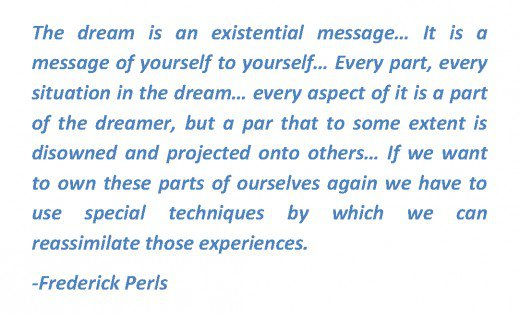 The dream is an existential message... It is a
message of yourself to yourself... Every part, every
situation in the dream... every aspect of it is a part
of the dreamer, but a par that to some extent is
disowned and projected onto others... If we want
to own these parts of ourselves again we have to
use special techniques by which we can
reassimilate those experiences.
-Frederick Perls